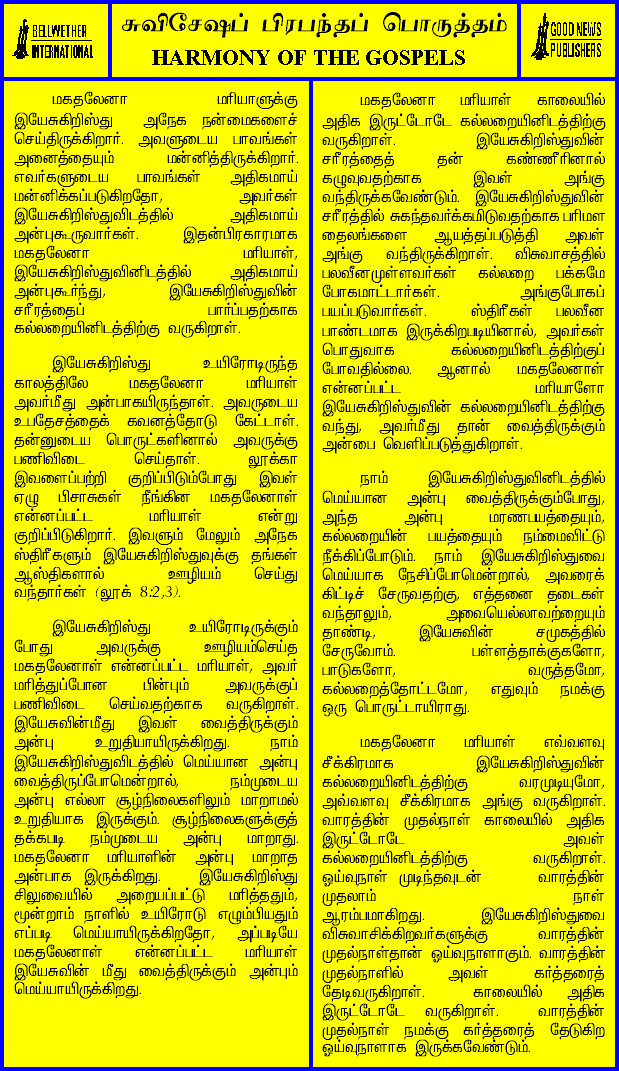 BELLWETHER
INTERNATIONAL
சுவிசேஷப் பிரபந்தப் பொருத்தம்
HARMONY OF THE GOSPELS
GOOD NEWS
PUBLISHERS
மகதலேனா மரியாளுக்கு
இயேசுகிறிஸ்து அநேக நன்மைகளைச்
செய்திருக்கிறார். அவளுடைய பாவங்கள்
அனைத்தையும் மன்னித்திருக்கிறார்.
எவர்களுடைய பாவங்கள் அதிகமாய்
மன்னிக்கப்படுகிறதோ, அவர்கள்
இயேசுகிறிஸ்துவிடத்தில் அதிகமாய்
அன்புகூருவார்கள். இதன்பிரகாரமாக
மகதலேனா மரியாள்,
இயேசுகிறிஸ்துவினிடத்தில் அதிகமாய்
அன்புகூர்ந்து, இயேசுகிறிஸ்துவின்
சரீரத்தைப் பார்ப்பதற்காக
கல்லறையினிடத்திற்கு வருகிறாள்.
இயேசுகிறிஸ்து உயிரோடிருந்த
காலத்திலே மகதலேனா மரியாள்
அவர்மீது அன்பாகயிருந்தாள். அவருடைய
உபதேசத்தைக் கவனத்தோடு கேட்டாள்.
தன்னுடைய பொருட்களினால் அவருக்கு
பணிவிடை செய்தாள். லூக்கா
இவளைப்பற்றி குறிப்பிடும்போது இவள்
ஏழு பிசாசுகள் நீங்கின மகதலேனாள்
என்னப்பட்ட மரியாள் என்று
குறிப்பிடுகிறார். இவளும் மேலும் அநேக
ஸ்திரீகளும் இயேசுகிறிஸ்துவுக்கு தங்கள்
ஆஸ்திகளால் ஊழியம் செய்து
வந்தார்கள் (லூக் 8:2,3).
இயேசுகிறிஸ்து உயிரோடிருக்கும்
போது அவருக்கு ஊழியம்செய்த
மகதலேனாள் என்னப்பட்ட மரியாள், அவர்
மரித்துப்போன பின்பும் அவருக்குப்
பணிவிடை செய்வதற்காக வருகிறாள்.
இயேசுவின்மீது இவள் வைத்திருக்கும்
அன்பு உறுதியாயிருக்கிறது. நாம்
இயேசுகிறிஸ்துவிடத்தில் மெய்யான அன்பு
வைத்திருப்போமென்றால், நம்முடைய
அன்பு எல்லா சூழ்நிலைகளிலும் மாறாமல்
உறுதியாக இருக்கும். சூழ்நிலைகளுக்குத்
தக்கபடி நம்முடைய அன்பு மாறாது.
மகதலேனா மரியாளின் அன்பு மாறாத
அன்பாக இருக்கிறது. இயேசுகிறிஸ்து
சிலுவையில் அறையப்பட்டு மரித்ததும்,
மூன்றாம் நாளில் உயிரோடு எழும்பியதும்
எப்படி மெய்யாயிருக்கிறதோ, அப்படியே
மகதலேனாள் என்னப்பட்ட மரியாள்
இயேசுவின் மீது வைத்திருக்கும் அன்பும்
மெய்யாயிருக்கிறது.
மகதலேனா மரியாள் காலையில்
அதிக இருட்டோடே கல்லறையினிடத்திற்கு
வருகிறாள். இயேசுகிறிஸ்துவின்
சரீரத்தைத் தன் கண்ணீரினால்
கழுவுவதற்காக இவள் அங்கு
வந்திருக்கவேண்டும். இயேசுகிறிஸ்துவின்
சரீரத்தில் சுகந்தவர்க்கமிடுவதற்காக பரிமள
தைலங்களை ஆயத்தப்படுத்தி அவள்
அங்கு வந்திருக்கிறாள். விசுவாசத்தில்
பலவீனமுள்ளவர்கள் கல்லறை பக்கமே
போகமாட்டார்கள். அங்குபோகப்
பயப்படுவார்கள். ஸ்திரீகள் பலவீன
பாண்டமாக இருக்கிறபடியினால், அவர்கள்
பொதுவாக கல்லறையினிடத்திற்குப்
போவதில்லை. ஆனால் மகதலேனாள்
என்னப்பட்ட மரியாளோ
இயேசுகிறிஸ்துவின் கல்லறையினிடத்திற்கு
வந்து, அவர்மீது தான் வைத்திருக்கும்
அன்பை வெளிப்படுத்துகிறாள்.
நாம் இயேசுகிறிஸ்துவினிடத்தில்
மெய்யான அன்பு வைத்திருக்கும்போது,
அந்த அன்பு மரணபயத்தையும்,
கல்லறையின் பயத்தையும் நம்மைவிட்டு
நீக்கிப்போடும். நாம் இயேசுகிறிஸ்துவை
மெய்யாக நேசிப்போமென்றால், அவரைக்
கிட்டிச் சேருவதற்கு, எத்தனை தடைகள்
வந்தாலும், அவையெல்லாவற்றையும்
தாண்டி, இயேசுவின் சமுகத்தில்
சேருவோம். பள்ளத்தாக்குகளோ,
பாடுகளோ, வருத்தமோ,
கல்லறைத்தோட்டமோ, எதுவும் நமக்கு
ஒரு பொருட்டாயிராது.
மகதலேனா மரியாள் எவ்வளவு
சீக்கிரமாக இயேசுகிறிஸ்துவின்
கல்லறையினிடத்திற்கு வரமுடியுமோ,
அவ்வளவு சீக்கிரமாக அங்கு வருகிறாள்.
வாரத்தின் முதல்நாள் காலையில் அதிக
இருட்டோடே அவள்
கல்லறையினிடத்திற்கு வருகிறாள்.
ஓய்வுநாள் முடிந்தவுடன் வாரத்தின்
முதலாம் நாள்
ஆரம்பமாகிறது. இயேசுகிறிஸ்துவை
விசுவாசிக்கிறவர்களுக்கு வாரத்தின்
முதல்நாள்தான் ஓய்வுநாளாகும். வாரத்தின்
முதல்நாளில் அவள் கர்த்தரைத்
தேடிவருகிறாள். காலையில் அதிக
இருட்டோடே வருகிறாள். வாரத்தின்
முதல்நாள் நமக்கு கர்த்தரைத் தேடுகிற
ஓய்வுநாளாக இருக்கவேண்டும்.